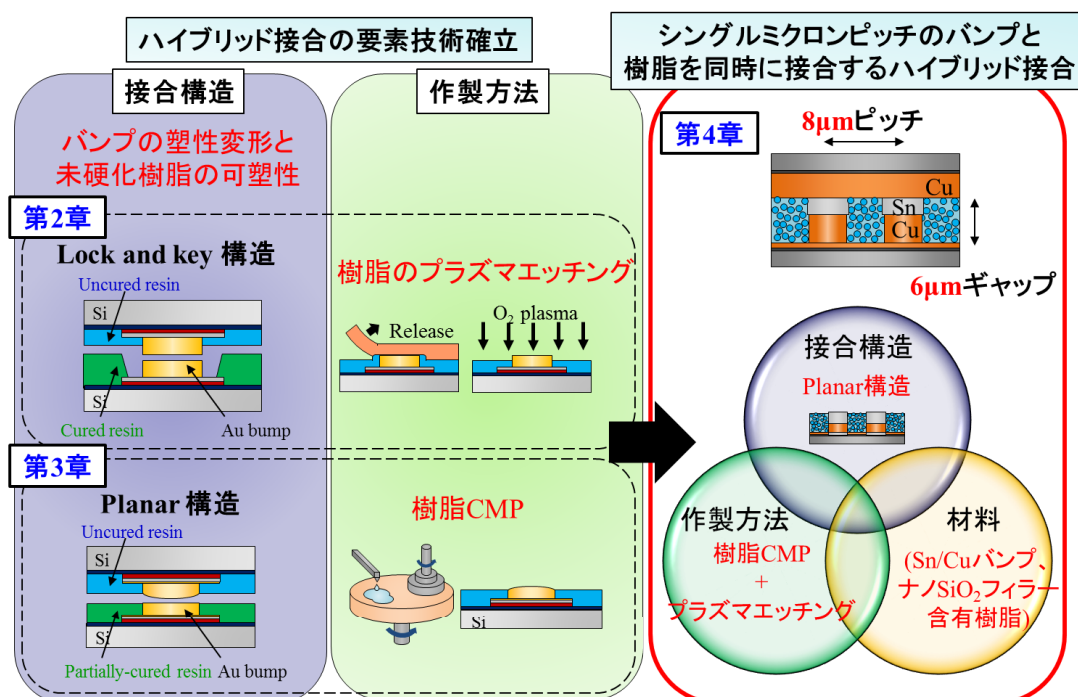 ハイブリッド接合の要素技術確立
シングルミクロンピッチのバンプと
樹脂を同時に接合するハイブリッド接合
接合構造
作製方法
バンプの塑性変形と
未硬化樹脂の可塑性
第2章
Lock and key 構造
Uncured resin
Si
Si
Cured resin
Au bump
樹脂のプラズマエッチング
Release
O2 plasma
第3章
Planar 構造
Uncured resin
Si
Si
Partially-cured resin
Au bump
樹脂CMP
Si
第4章
8μmピッチ
Cu
Sn
Cu
6μmギャップ
接合構造
Planar構造
作製方法
樹脂CMP
+
プラズマエッチング
材料
(Sn/Cuバンプ、
ナノSiO2フィラー
含有樹脂)